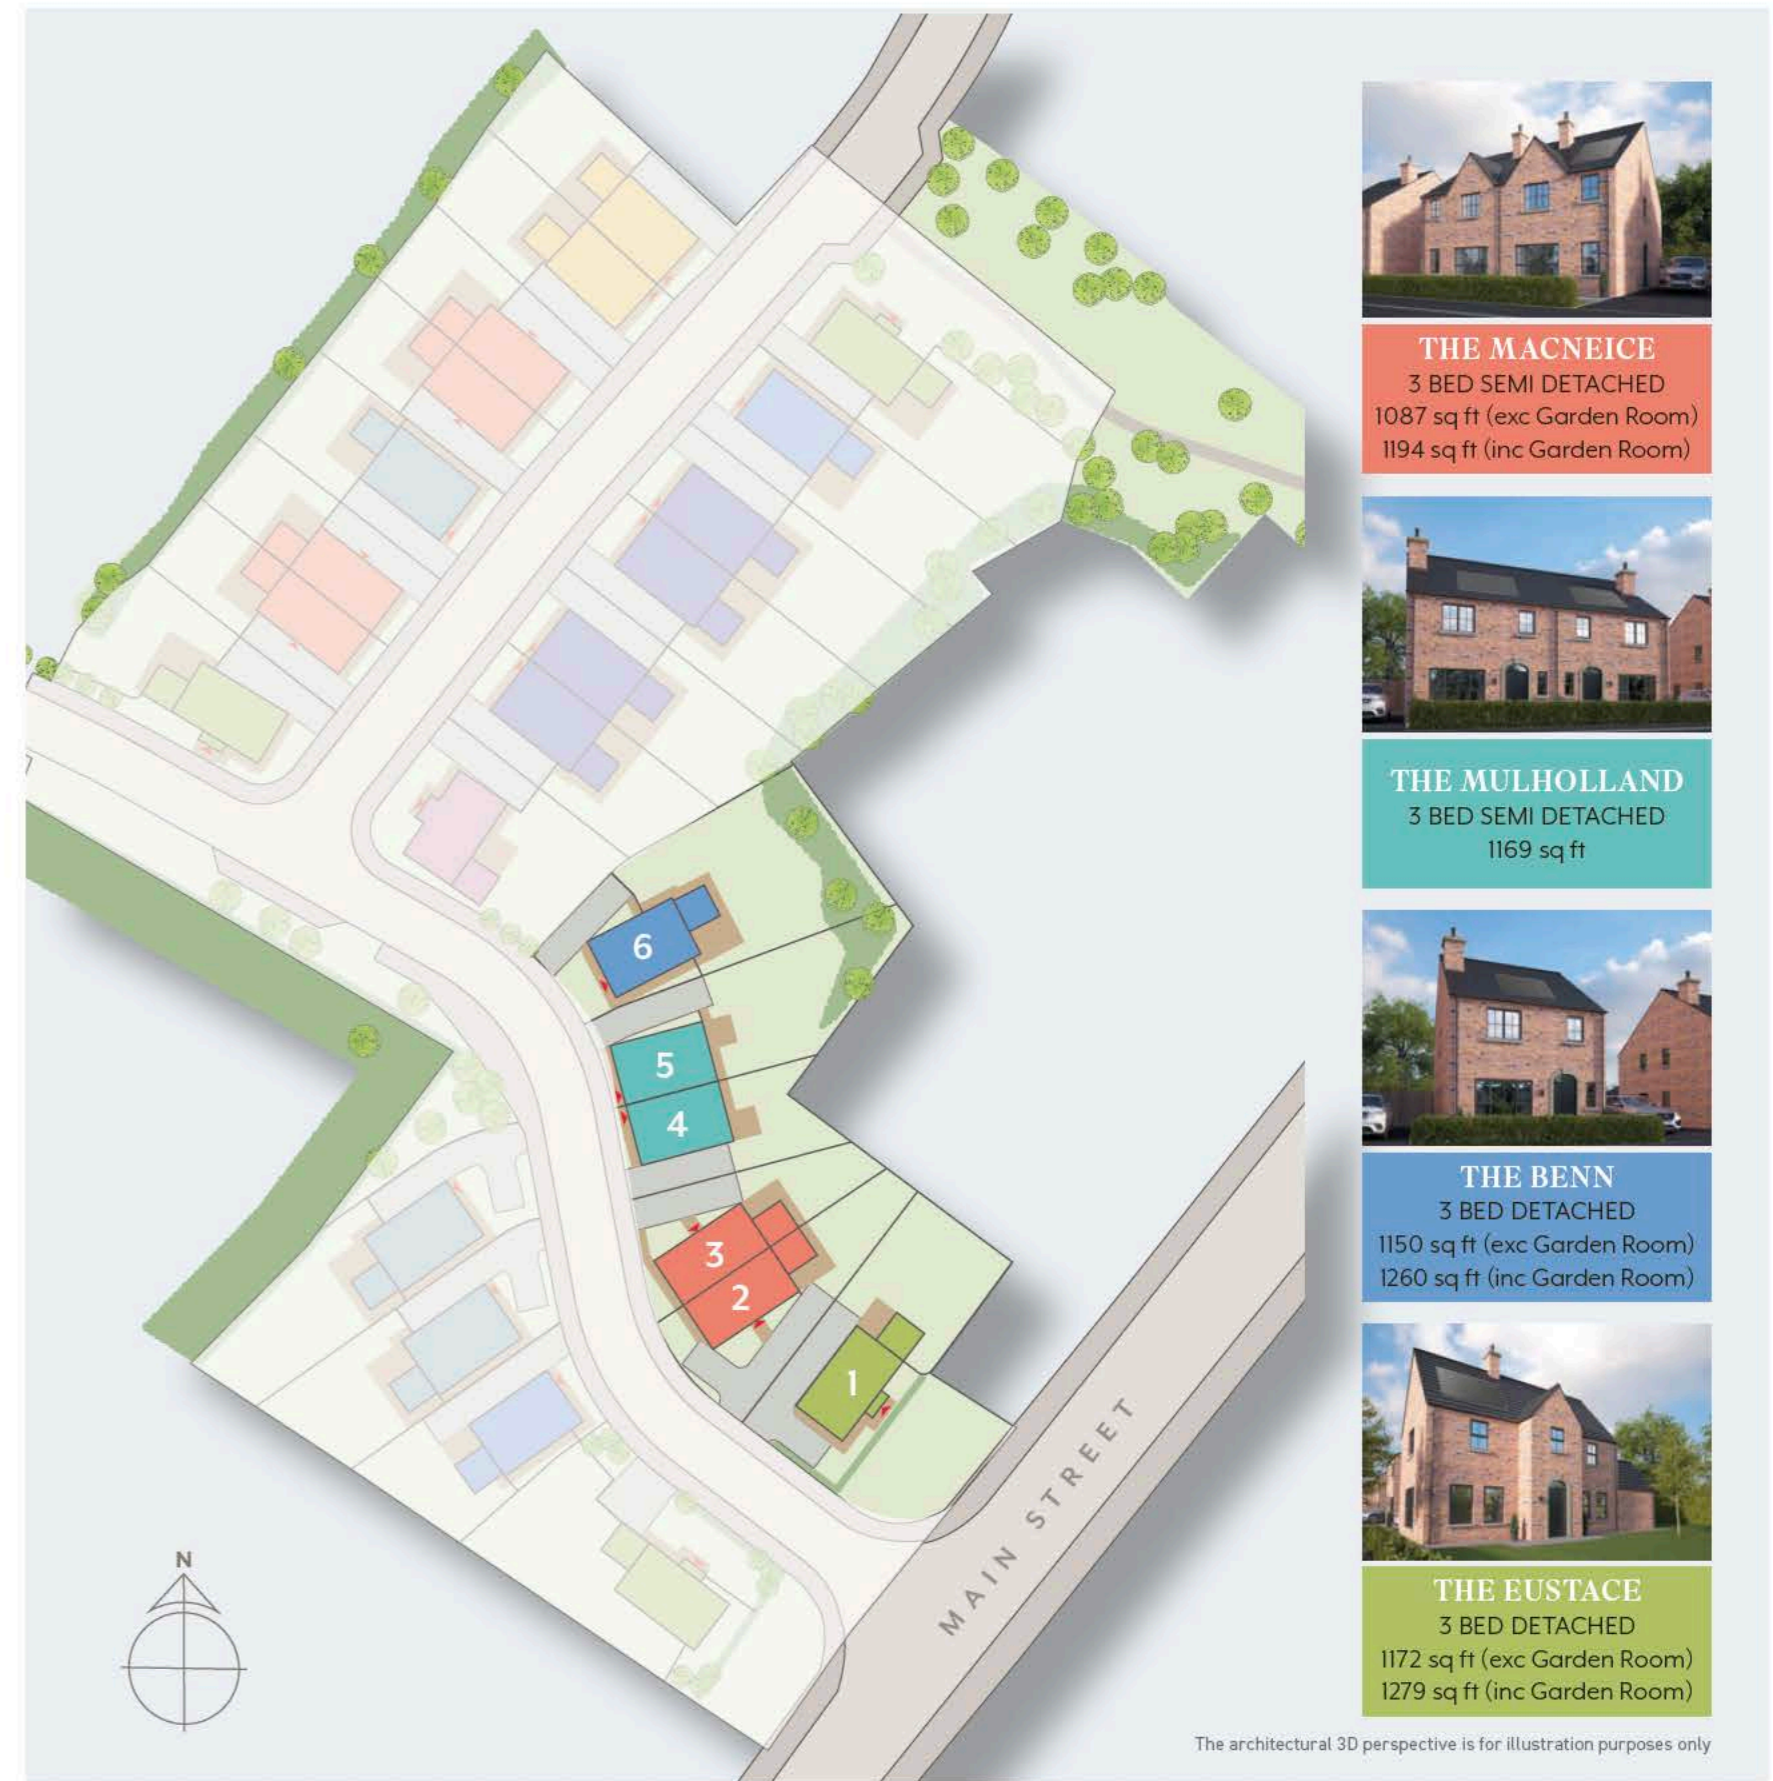 THE MACNEICE
3 BED SEMI DETACHED
1087 sq ft (exc Garden Room)
1194 sq ft (inc Garden Room)
THE MULHOLLAND
3 BED SEMI DETACHED
1169 sq ft
THE BENN
3 BED DETACHED
1150 sq ft (exc Garden Room)
1260 sq ft (inc Garden Room)
THE EUSTACE
3 BED DETACHED
1172 sq ft (exc Garden Room)
1279 sq ft (inc Garden Room)
6
5
4
3
2
1
MAIN STREET
N
The architectural 3D perspective is for illustration purposes only